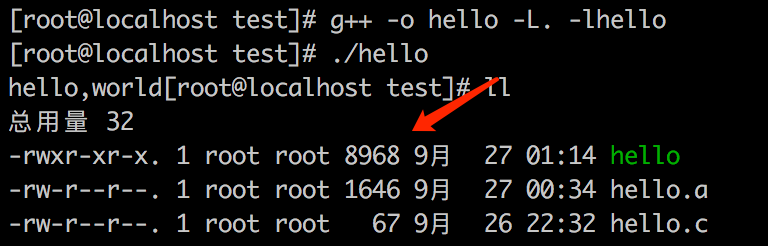 [root@localhost test]# g++ -o hello -L. -lhello
[root@localhost test]# ./hello
hello,world[root@localhost test]# ll
总用量 32
-rwxr-xr-x. 1 root root 8968 9月  27 01:14 hello
-rw-r--r--. 1 root root 1646 9月  27 00:34 hello.a
-rw-r--r--. 1 root root   67 9月  26 22:32 hello.c